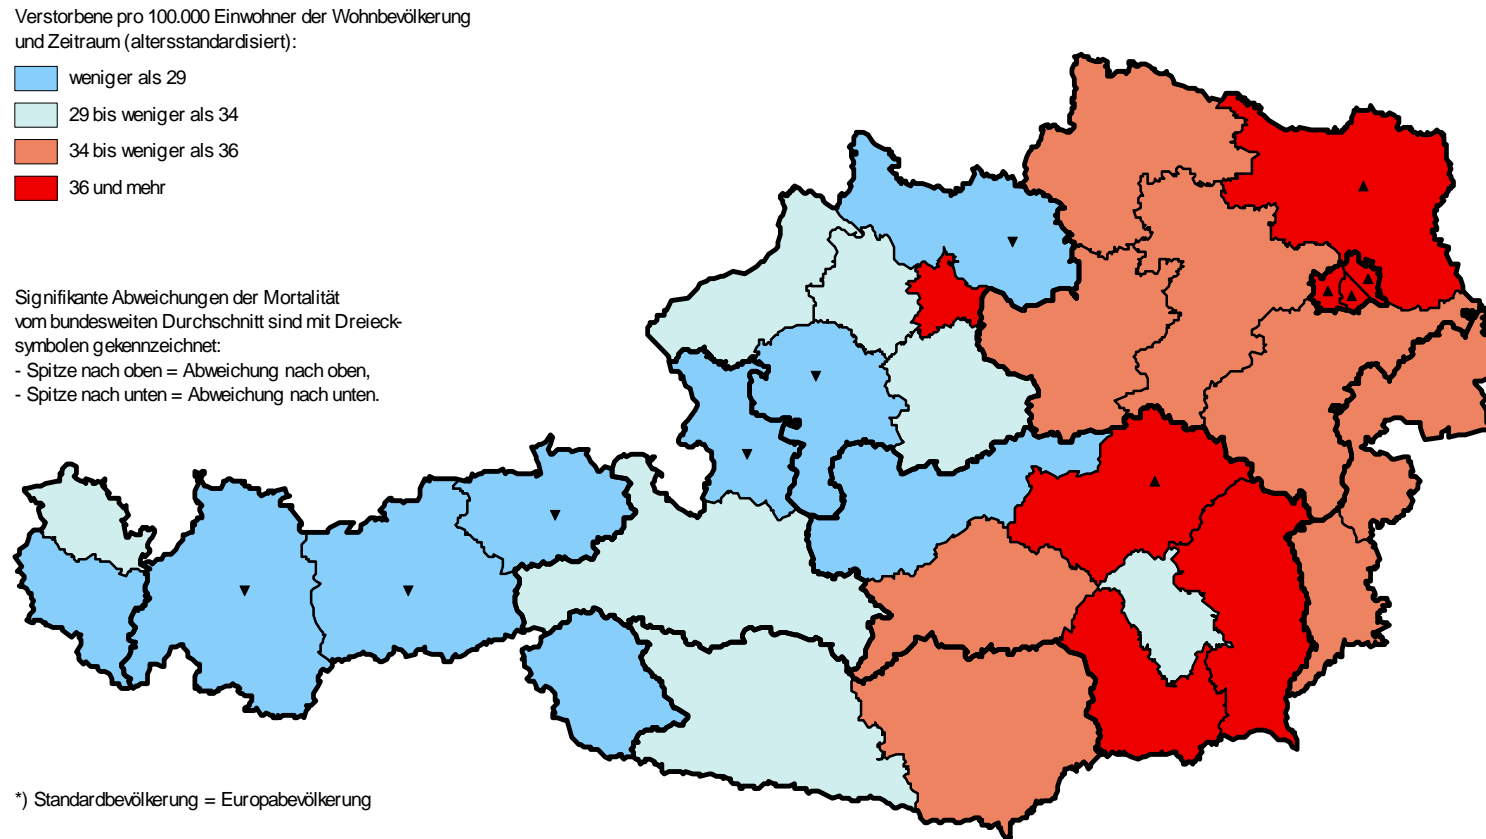 Verstorbene pro 100.000 Einwohner der Wohnbevölkerung
und Zeitraum (altersstandardisiert):
weniger als 29
29 bis weniger als 34
34 bis weniger als 36
36 und mehr
Signifikante Abweichungen der Mortalität
vom bundesweiten Durchschnitt sind mit Dreieck-
symbolen gekennzeichnet:
- Spitze nach oben = Abweichung nach oben,
- Spitze nach unten = Abweichung nach unten.
*) Standardbevölkerung = Europabevölkerung